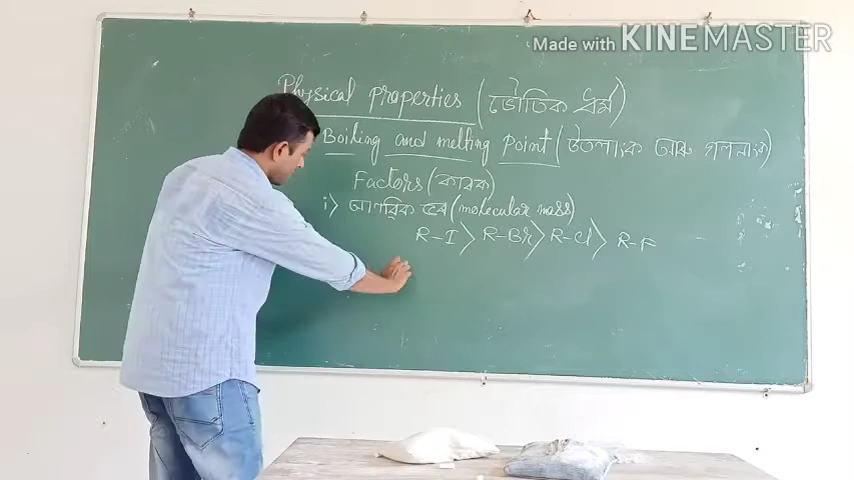 Made with KINEMASTER
Physical properties (ভৌতিক ধৰ্ম)
Boiling and melting point (উতলাংক আৰু গলনাংক)
Factors (কাৰক)
i) আণৱিক ভৰ (molecular mass)
R-I > R-Br > R-Cl > R-F